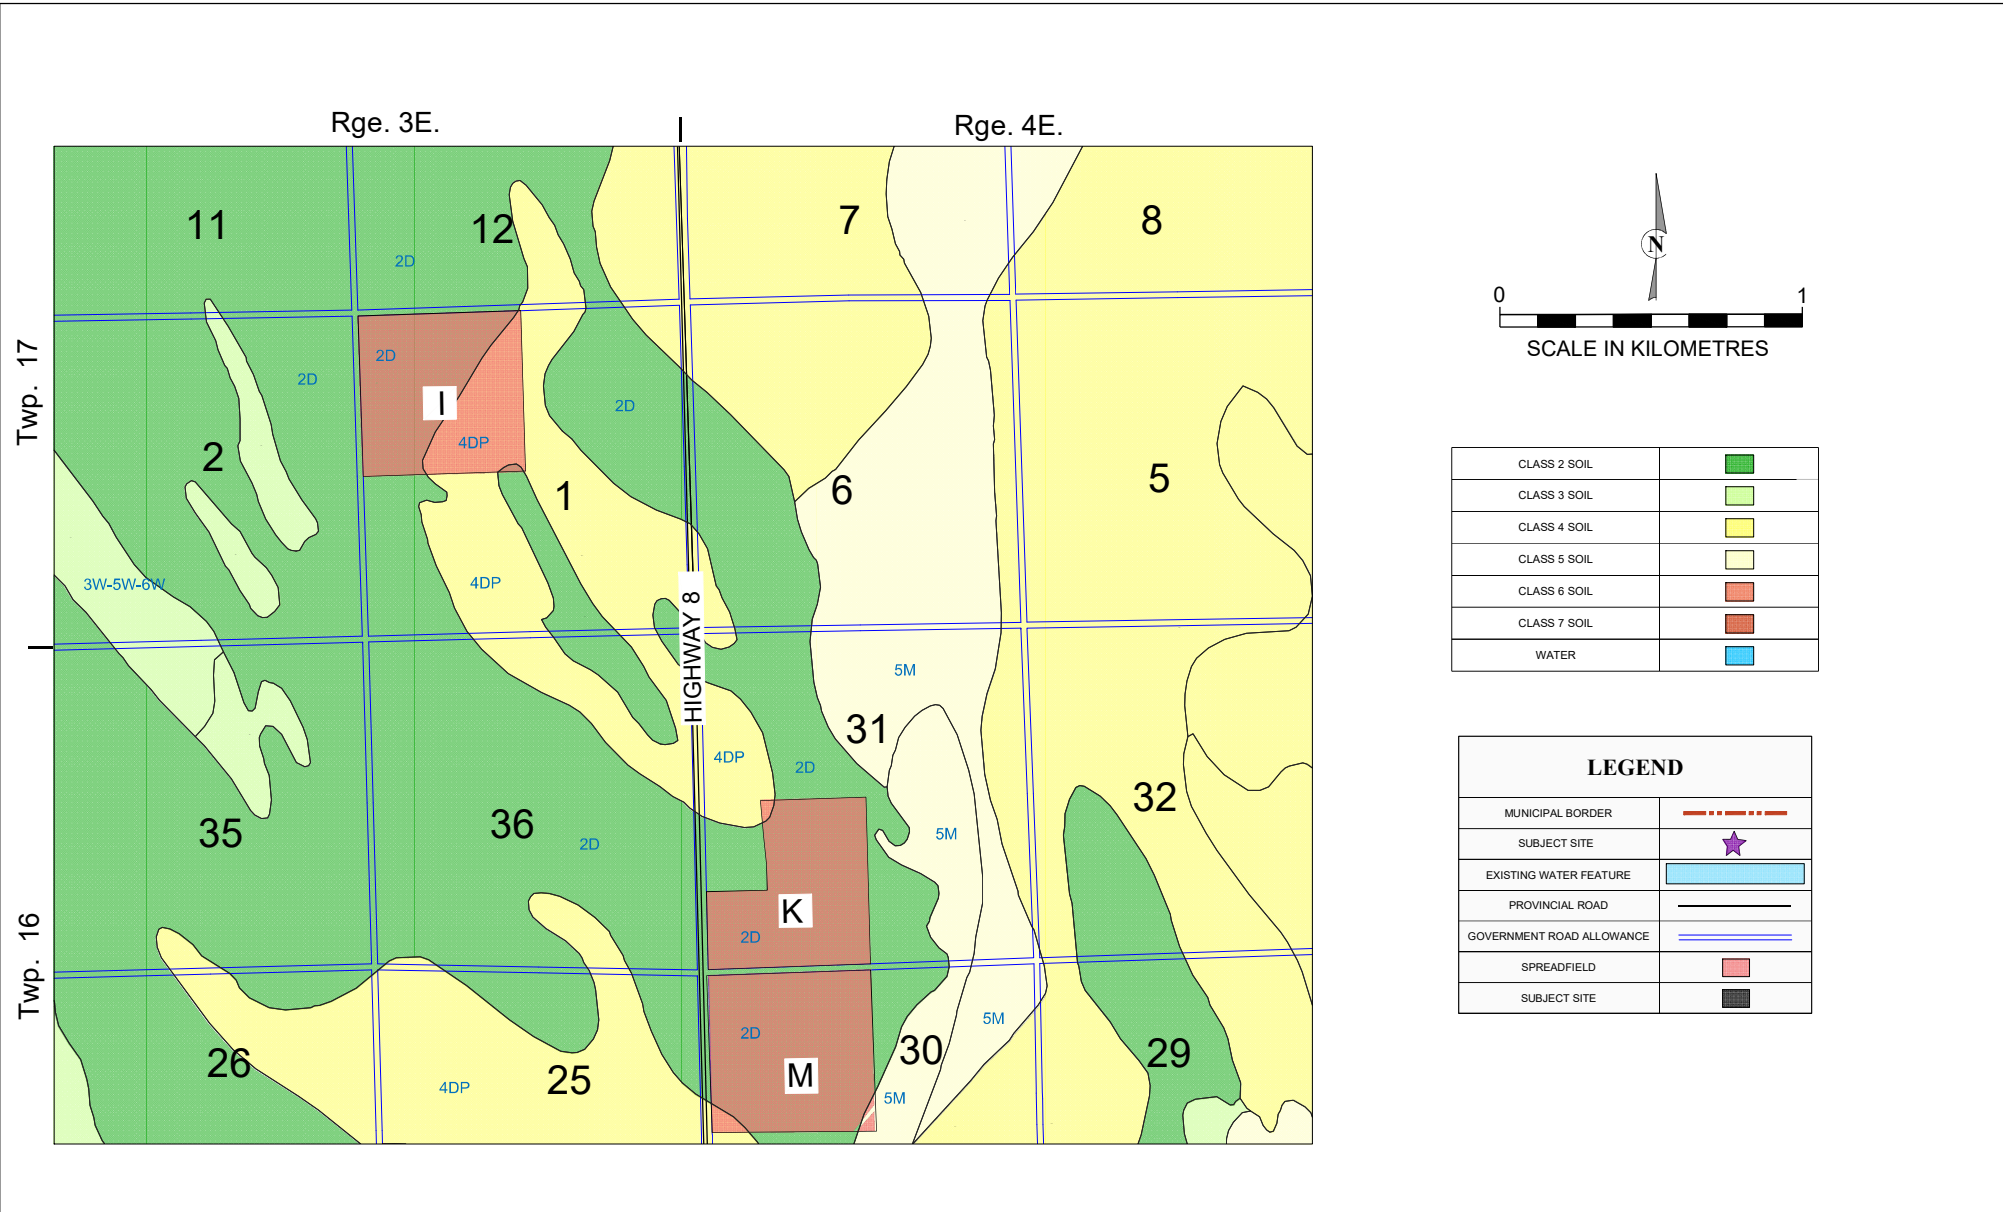 Rge. 3E.
Rge. 4E.
11
12
7
8
2D
N
0
1
SCALE IN KILOMETRES
Twp. 17
2D
2D
I
4DP
2D
2
1
6
5
3W-5W-6W
4DP
HIGHWAY 8
5M
31
4DP
2D
32
35
36
2D
5M
K
2D
Twp. 16
2D
M
5M
30
29
26
25
4DP
5M
CLASS 2 SOIL
CLASS 3 SOIL
CLASS 4 SOIL
CLASS 5 SOIL
CLASS 6 SOIL
CLASS 7 SOIL
WATER
LEGEND
MUNICIPAL BORDER
SUBJECT SITE
EXISTING WATER FEATURE
PROVINCIAL ROAD
GOVERNMENT ROAD ALLOWANCE
SPREADFIELD
SUBJECT SITE